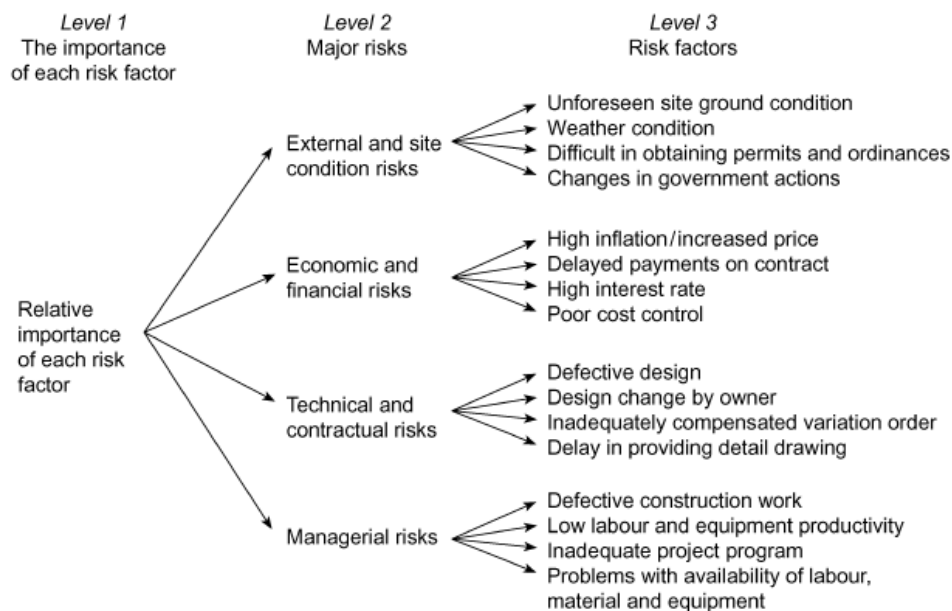 Level 1
The importance
of each risk factor
Level 2
Major risks
Level 3
Risk factors
Relative
importance
of each risk
factor
External and site
condition risks
Unforeseen site ground condition
Weather condition
Difficult in obtaining permits and ordinances
Changes in government actions
Economic and
financial risks
High inflation/increased price
Delayed payments on contract
High interest rate
Poor cost control
Technical and
contractual risks
Defective design
Design change by owner
Inadequately compensated variation order
Delay in providing detail drawing
Managerial risks
Defective construction work
Low labour and equipment productivity
Inadequate project program
Problems with availability of labour,
material and equipment